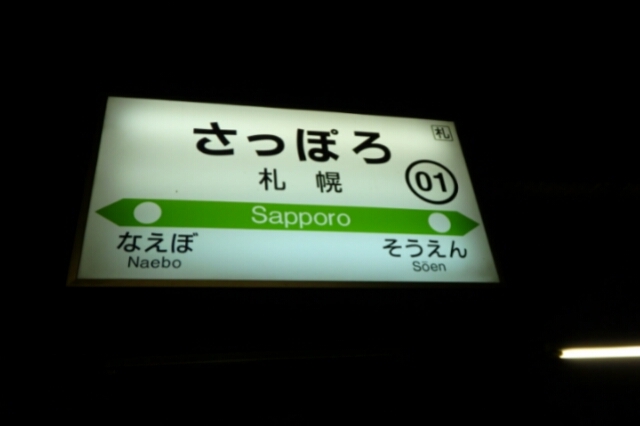 さっぽろ
札
札幌
01
Sapporo
なえぼ
Naebo
そうえん
Sōen